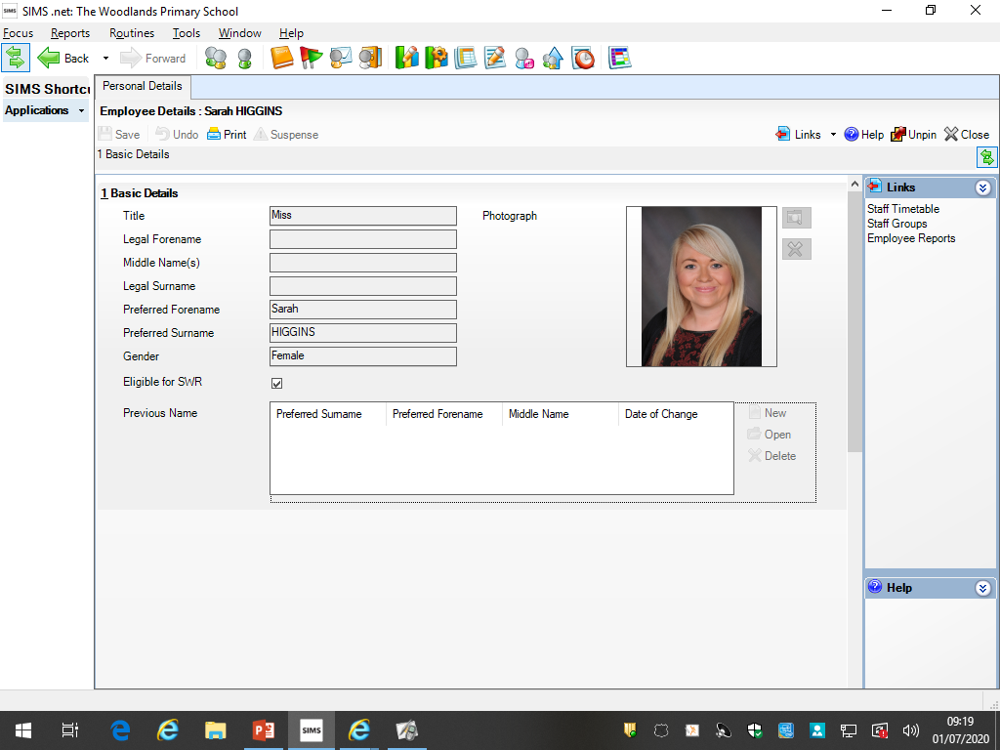 SIMS SIMS .net: The Woodlands Primary School
Focus Reports Routines Tools Window Help
Back Forward
SIMS Shortcu
Applications
Personal Details
Employee Details : Sarah HIGGINS
Save Undo Print Suspense Links Help Unpin Close
1 Basic Details
1 Basic Details
Title Miss
Photograph
Legal Forename
Middle Name(s)
Legal Surname
Preferred Forename Sarah
Preferred Surname HIGGINS
Gender Female
Eligible for SWR
Previous Name
Preferred Surname Preferred Forename Middle Name Date of Change
New
Open
Delete
Links
Staff Timetable
Staff Groups
Employee Reports
Help
SIMS
09:19
01/07/2020